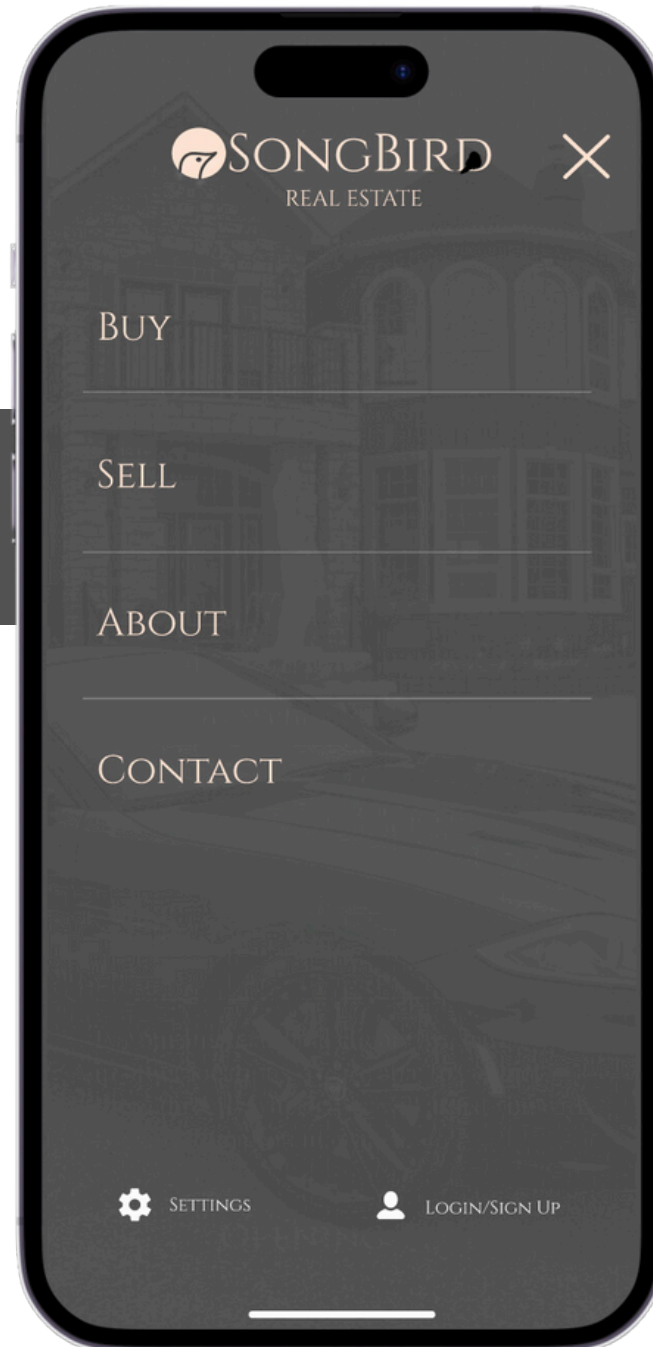 SONGBIRD
REAL ESTATE
BUY
SELL
ABOUT
CONTACT
SETTINGS
LOGIN/SIGN UP